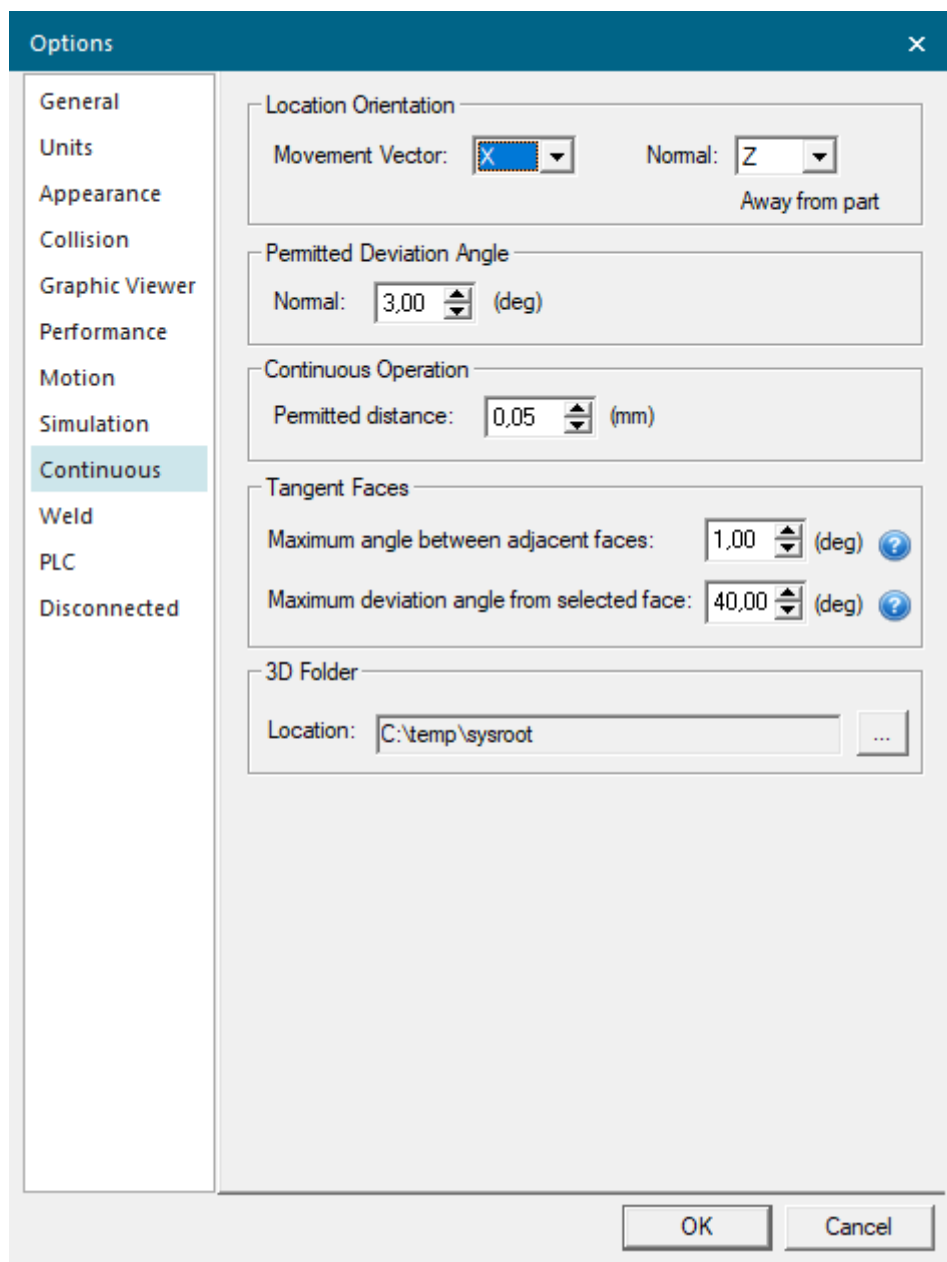 Options
General
Units
Appearance
Collision
Graphic Viewer
Performance
Motion
Simulation
Continuous
Weld
PLC
Disconnected
Location Orientation
Movement Vector: X Normal: Z
Away from part
Permitted Deviation Angle
Normal: 3,00 (deg)
Continuous Operation
Permitted distance: 0,05 (mm)
Tangent Faces
Maximum angle between adjacent faces: 1,00 (deg) ?
Maximum deviation angle from selected face: 40,00 (deg) ?
3D Folder
Location: C:\temp\sysroot ...
OK Cancel